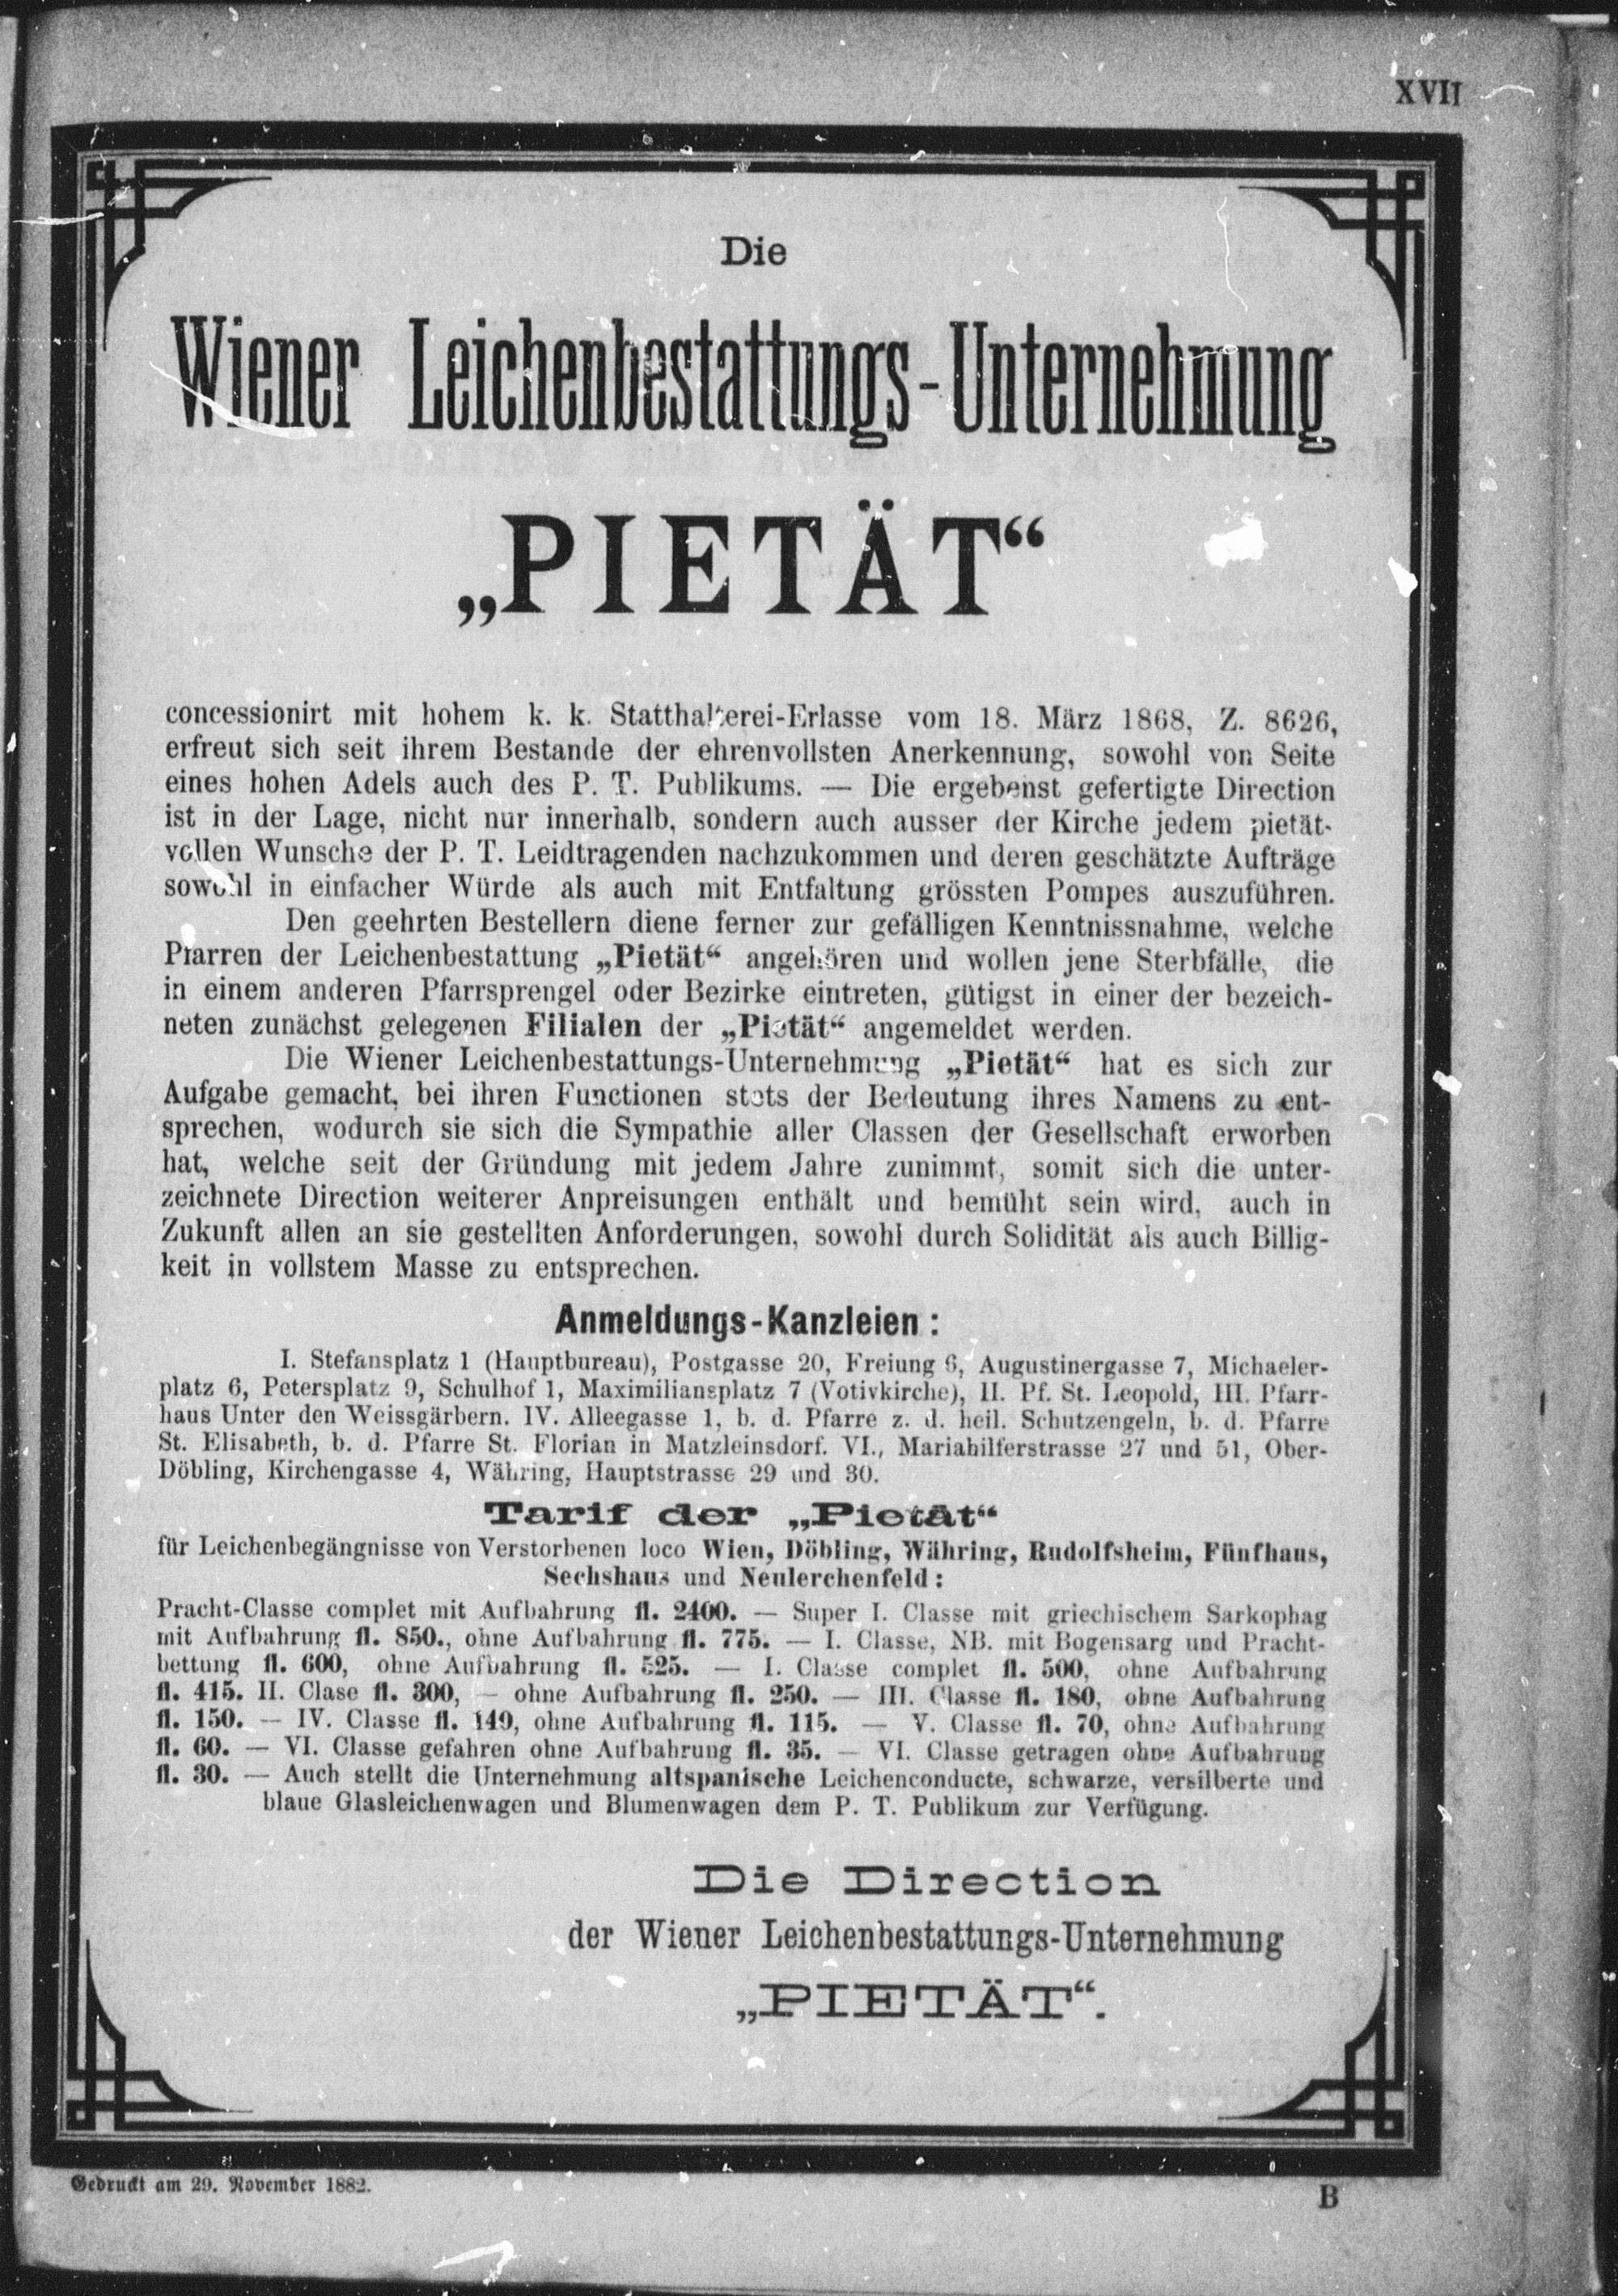 XVII
Die
Wiener Leichenbestattungs-Unternehmung
„PIETÄT“
concessionirt mit hohem k. k. Statthalterei-Erlasse vom 18. März 1868, Z. 8626,
erfreut sich seit ihrem Bestande der ehrenvollsten Anerkennung, sowohl von Seite
eines hohen Adels auch des P. T. Publikums. — Die ergebenst gefertigte Direction
ist in der Lage, nicht nur innerhalb, sondern auch ausser der Kirche jedem pietät-
vollen Wunsche der P. T. Leidtragenden nachzukommen und deren geschätzte Aufträge
sowohl in einfacher Würde als auch mit Entfaltung grössten Pompes auszuführen.
Den geehrten Bestellern diene ferner zur gefälligen Kenntnissnahme, welche
Pfarren der Leichenbestattung „Pietät“ angehören und wollen jene Sterbfälle, die
in einem anderen Pfarrsprengel oder Bezirke eintreten, gütigst in einer der bezeich-
neten zunächst gelegenen Filialen der „Pietät“ angemeldet werden.
Die Wiener Leichenbestattungs-Unternehmung „Pietät“ hat es sich zur
Aufgabe gemacht, bei ihren Functionen stets der Bedeutung ihres Namens zu ent-
sprechen, wodurch sie sich die Sympathie aller Classen der Gesellschaft erworben
hat, welche seit der Gründung mit jedem Jahre zunimmt, somit sich die unter-
zeichnete Direction weiterer Anpreisungen enthält und bemüht sein wird, auch in
Zukunft allen an sie gestellten Anforderungen, sowohl durch Solidität als auch Billig-
keit in vollstem Masse zu entsprechen.
Anmeldungs-Kanzleien:
I. Stefansplatz 1 (Hauptbureau), Postgasse 20, Freiung 6, Augustinergasse 7, Michaeler-
platz 6, Petersplatz 9, Schulhof 1, Maximiliansplatz 7 (Votivkirche), II. Pf. St. Leopold, III. Pfarr-
haus Unter den Weissgärbern. IV. Alleegasse 1, b. d. Pfarre z. d. heil. Schutzengeln, b. d. Pfarre
St. Elisabeth, b. d. Pfarre St. Florian in Matzleinsdorf. VI., Mariahilferstrasse 27 und 51, Ober-
Döbling, Kirchengasse 4, Währing, Hauptstrasse 29 und 30.
Tarif der „Pietät“
für Leichenbegängnisse von Verstorbenen loco Wien, Döbling, Währing, Rudolfsheim, Fünfhaus,
Sechshaus und Neulerchenfeld:
Pracht-Classe complet mit Aufbahrung fl. 2400. — Super I. Classe mit griechischem Sarkophag
mit Aufbahrung fl. 850., ohne Aufbahrung fl. 775. — I. Classe, NB. mit Bogensarg und Pracht-
bettung fl. 600, ohne Aufbahrung fl. 525. — I. Classe complet fl. 500, ohne Aufbahrung
fl. 415. II. Clase fl. 300, — ohne Aufbahrung fl. 250. — III. Classe fl. 180, ohne Aufbahrung
fl. 150. — IV. Classe fl. 140, ohne Aufbahrung fl. 115. — V. Classe fl. 70, ohne Aufbahrung
fl. 60. — VI. Classe gefahren ohne Aufbahrung fl. 35. — VI. Classe getragen ohne Aufbahrung
fl. 30. — Auch stellt die Unternehmung altspanische Leichenconducte, schwarze, versilberte und
blaue Glasleichenwagen und Blumenwagen dem P. T. Publikum zur Verfügung.
Die Direction
der Wiener Leichenbestattungs-Unternehmung
„PIETÄT“.
Gedruckt am 29. November 1882.
B